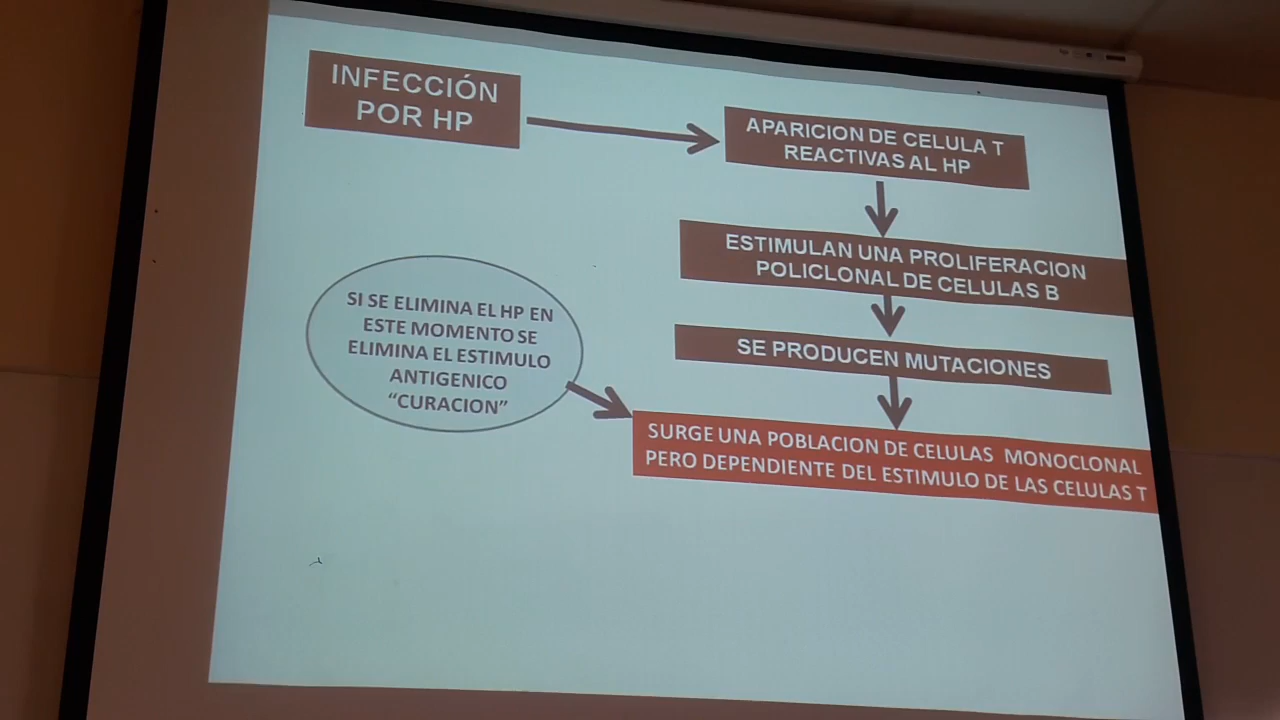 INFECCIÓN
POR HP
APARICION DE CELULA T
REACTIVAS AL HP
ESTIMULAN UNA PROLIFERACION
POLICLONAL DE CELULAS B
SE PRODUCEN MUTACIONES
SI SE ELIMINA EL HP EN
ESTE MOMENTO SE
ELIMINA EL ESTIMULO
ANTIGENICO
“CURACION”
SURGE UNA POBLACION DE CELULAS MONOCLONAL
PERO DEPENDIENTE DEL ESTIMULO DE LAS CELULAS T